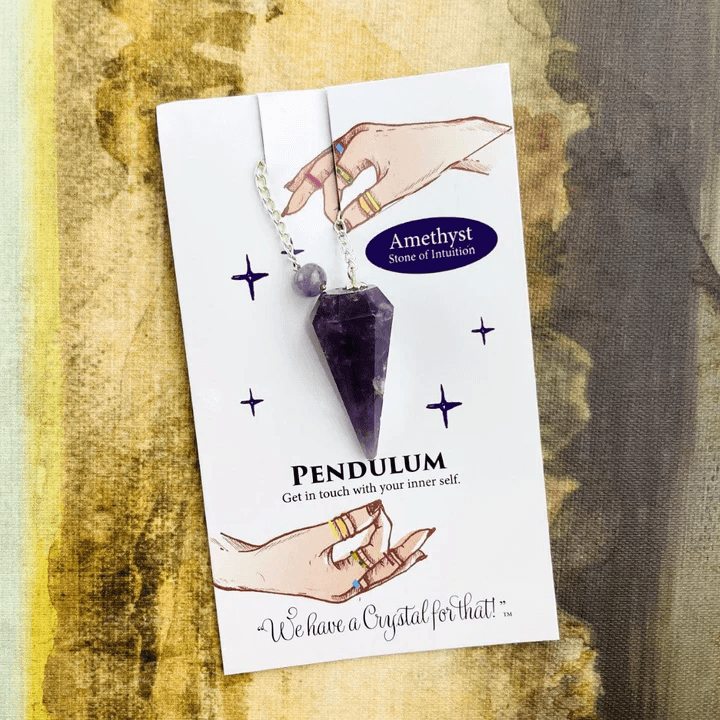 Amethyst
Stone of Intuition
PENDULUM
Get in touch with your inner self.
"We have a Crystal for that!"™